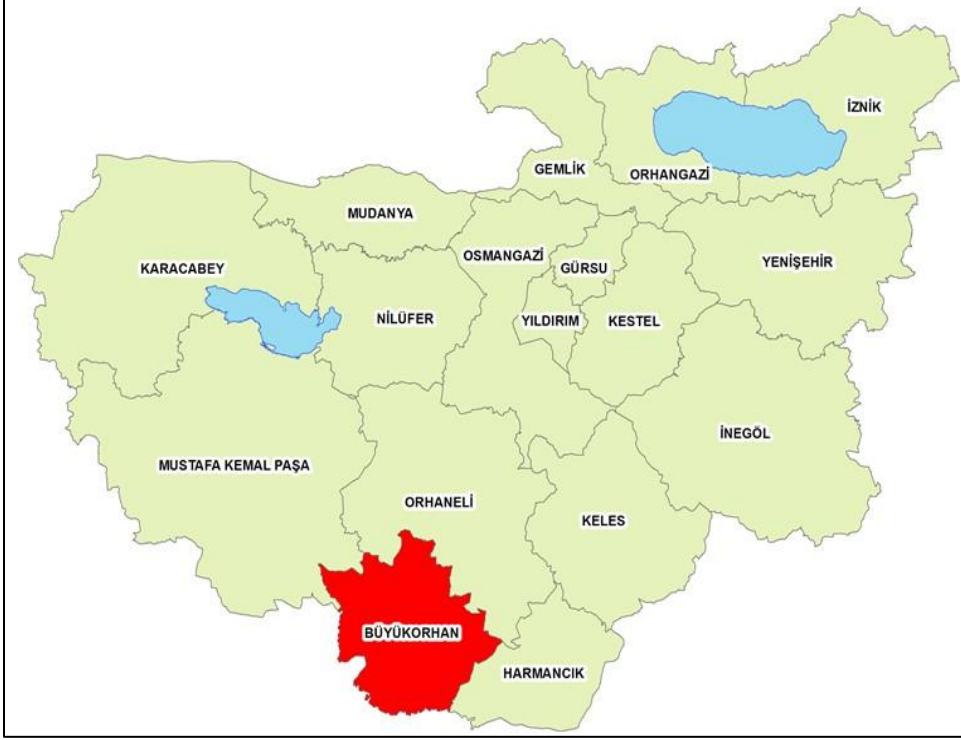 İZNİK
GEMLİK
ORHANGAZİ
MUDANYA
OSMANGAZİ
YENİŞEHİR
KARACABEY
GÜRSU
NİLÜFER
YILDIRIM
KESTEL
İNEGÖL
MUSTAFA KEMAL PAŞA
ORHANELİ
KELES
BÜYÜKORHAN
HARMANCIK